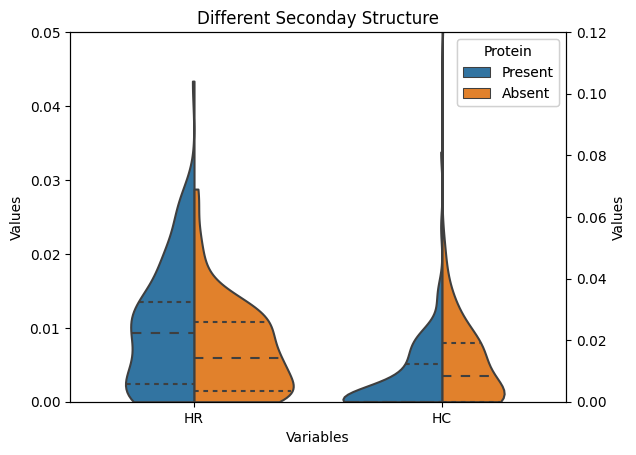 Different Seconday Structure
Values
0.05
0.04
0.03
0.02
0.01
0.00
Protein
Present
Absent
0.12
0.10
0.08
0.06
0.04
0.02
0.00
Values
HR
HC
Variables